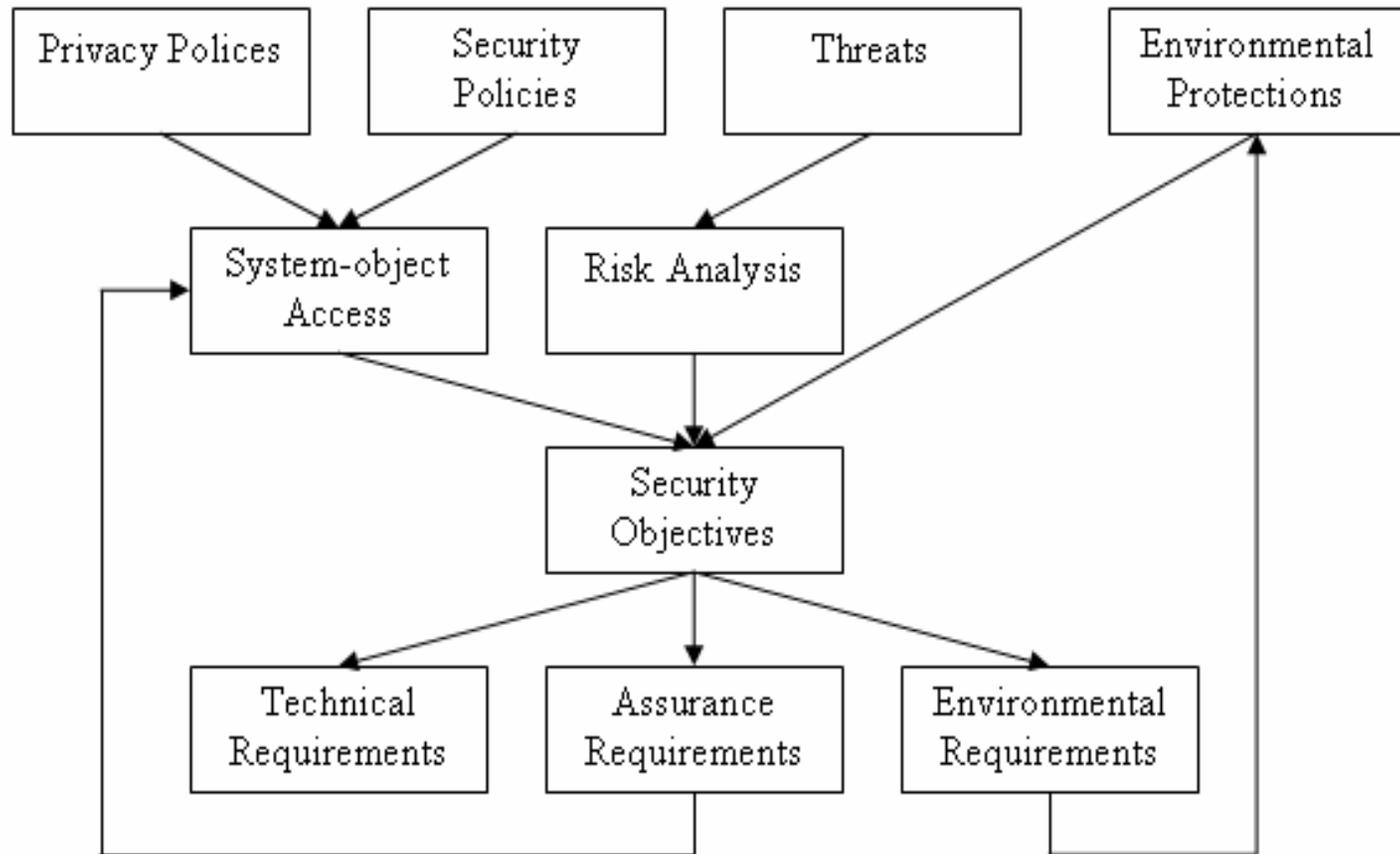 Privacy Polices
Security
Policies
Threats
Environmental
Protections
System-object
Access
Risk Analysis
Security
Objectives
Technical
Requirements
Assurance
Requirements
Environmental
Requirements